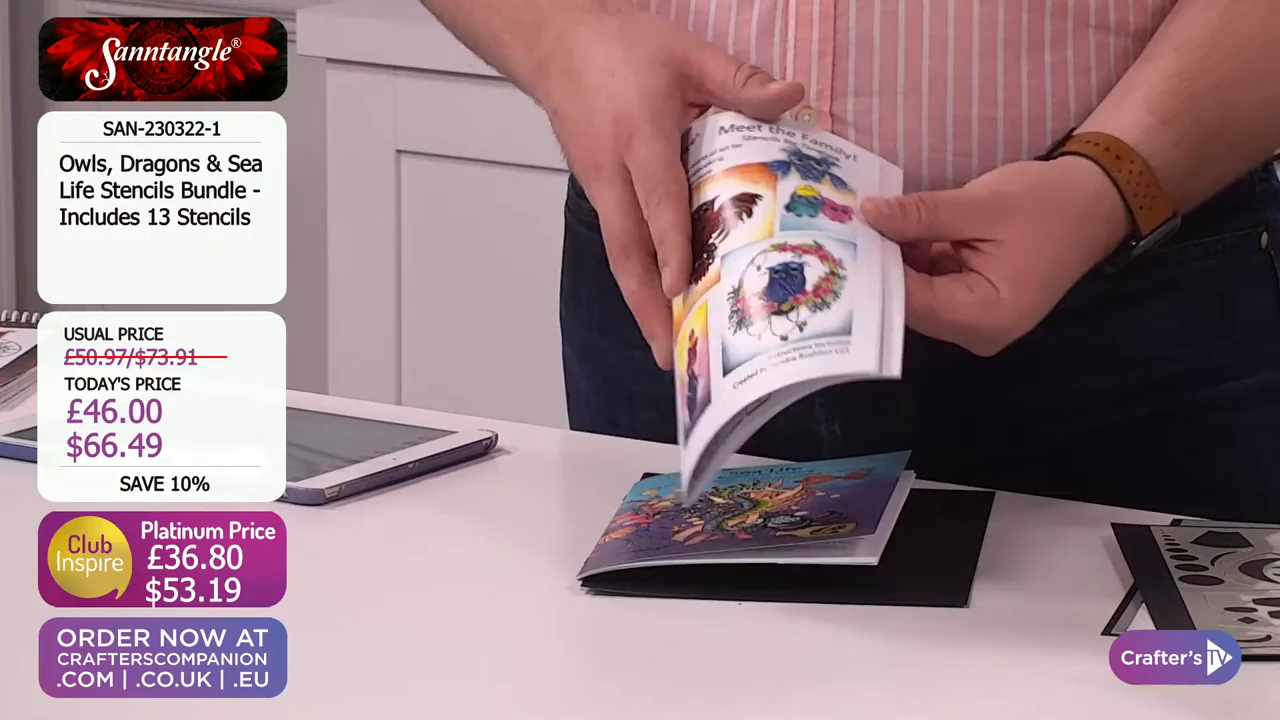 Sanntangle®
SAN-230322-1
Owls, Dragons & Sea
Life Stencils Bundle -
Includes 13 Stencils
USUAL PRICE
£50.97/$73.91
TODAY'S PRICE
£46.00
$66.49
SAVE 10%
Club
Inspire
Platinum Price
£36.80
$53.19
ORDER NOW AT
CRAFTERSCOMPANION
.COM | .CO.UK | .EU
Meet the Family!
Sea Life
Crafter's TV